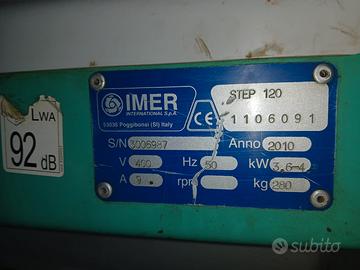 IMER
INTERNATIONAL S.p.A.
53036 Poggibonsi (SI) Italy
STEP 120
CE
1106091
S/N 3006987
Anno 2010
V 400 Hz 50 kW 3,6-4
A 9 rpm kg 280
LWA
92 dB
subito